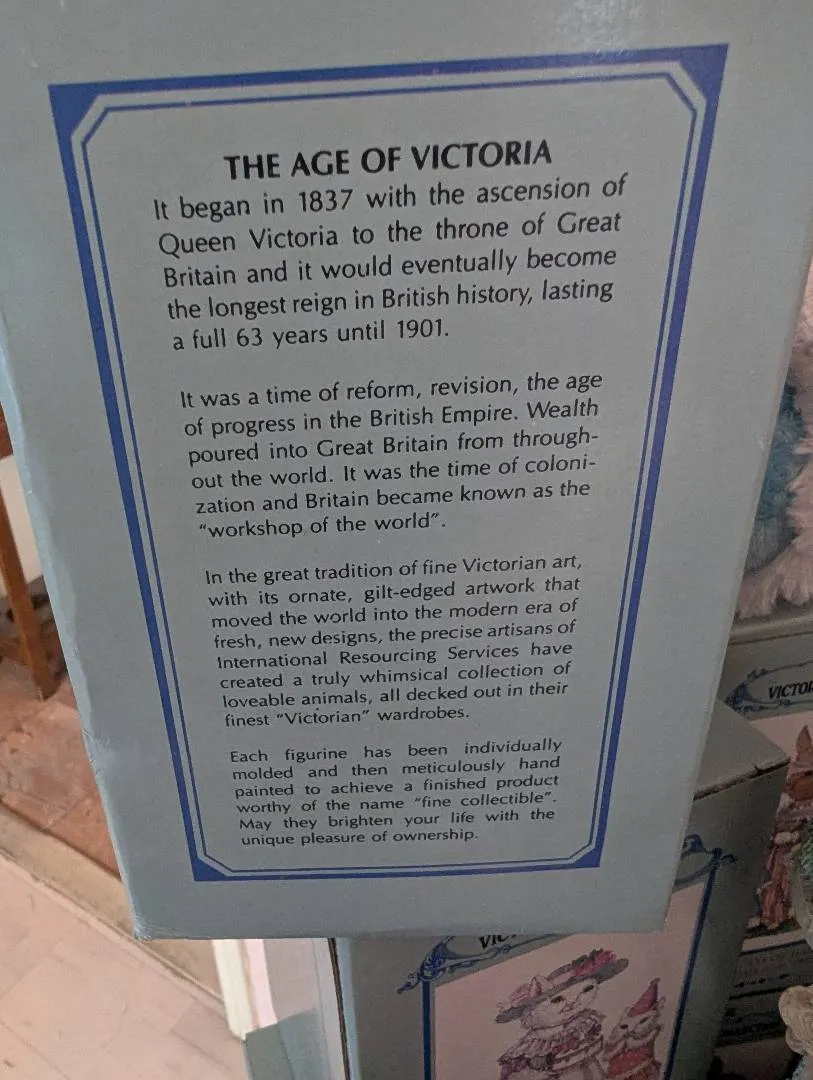 THE AGE OF VICTORIA
It began in 1837 with the ascension of
Queen Victoria to the throne of Great
Britain and it would eventually become
the longest reign in British history, lasting
a full 63 years until 1901.
It was a time of reform, revision, the age
of progress in the British Empire. Wealth
poured into Great Britain from through-
out the world. It was the time of coloni-
zation and Britain became known as the
“workshop of the world”.
In the great tradition of fine Victorian art,
with its ornate, gilt-edged artwork that
moved the world into the modern era of
fresh, new designs, the precise artisans of
International Resourcing Services have
created a truly whimsical collection of
loveable animals, all decked out in their
finest “Victorian” wardrobes.
Each figurine has been individually
molded and then meticulously hand
painted to achieve a finished product
worthy of the name “fine collectible”.
May they brighten your life with the
unique pleasure of ownership.